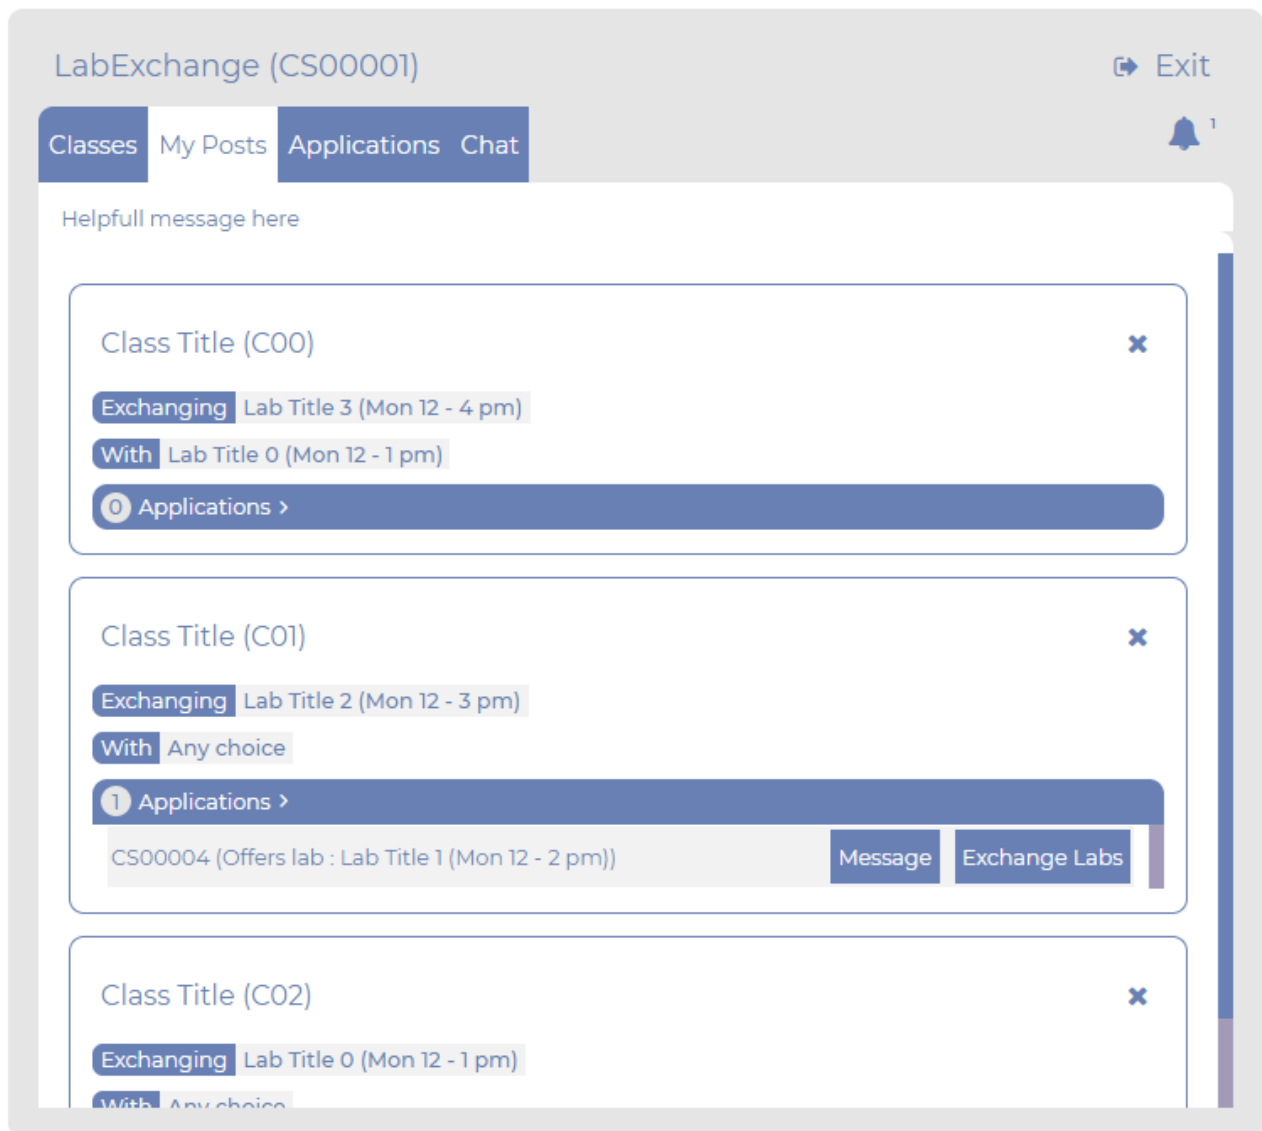 LabExchange (CS00001)
Exit
Classes My Posts Applications Chat
1
Helpfull message here
Class Title (C00)
Exchanging Lab Title 3 (Mon 12 - 4 pm)
With Lab Title 0 (Mon 12 - 1 pm)
0 Applications >
Class Title (C01)
Exchanging Lab Title 2 (Mon 12 - 3 pm)
With Any choice
1 Applications >
CS00004 (Offers lab : Lab Title 1 (Mon 12 - 2 pm)) Message Exchange Labs
Class Title (C02)
Exchanging Lab Title 0 (Mon 12 - 1 pm)
With Any choice